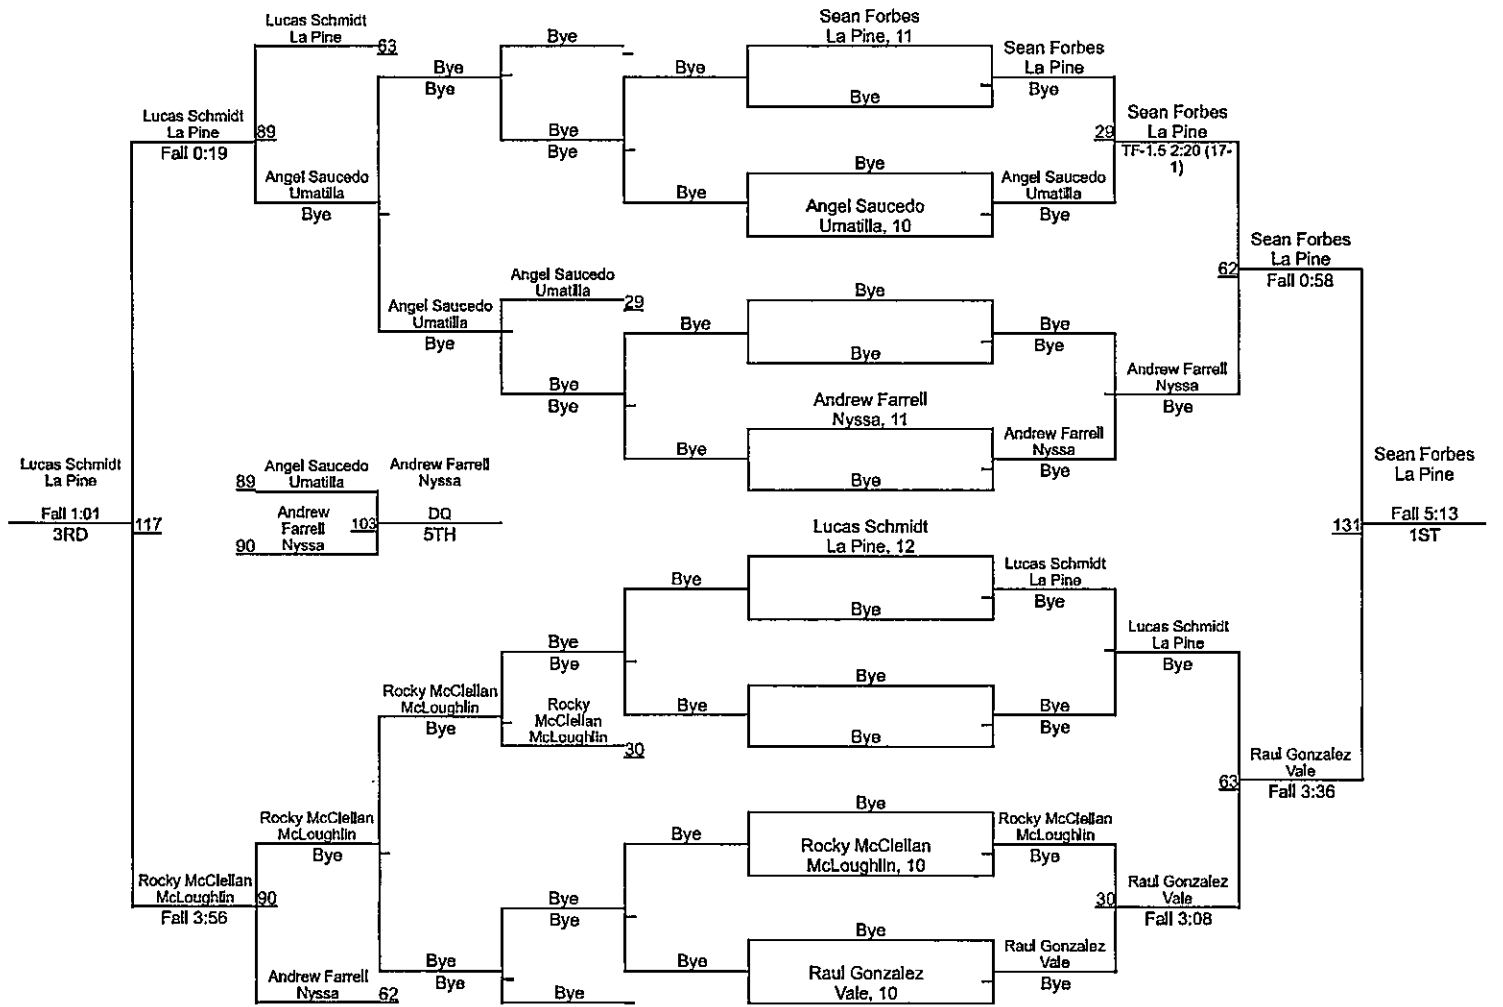 Lucas Schmidt
La Pine
63
Bye
Sean Forbes
La Pine, 11
Sean Forbes
La Pine
Bye
Bye
Bye
Bye
Bye
Lucas Schmidt
La Pine
89
Fall 0:19
Bye
Bye
29
Sean Forbes
La Pine
TF-1.5 2:20 (17-
1)
Angel Saucedo
Umatilla
Bye
Bye
Bye
Angel Saucedo
Umatilla, 10
Angel Saucedo
Umatilla
Bye
Sean Forbes
La Pine
62
Fall 0:58
Angel Saucedo
Umatilla
29
Angel Saucedo
Umatilla
Bye
Bye
Bye
Bye
Bye
Bye
Bye
Bye
Andrew Farrell
Nyssa, 11
Andrew Farrell
Nyssa
Bye
Bye
Andrew Farrell
Nyssa
Bye
Lucas Schmidt
La Pine
Fall 1:01
3RD
117
89
Angel Saucedo
Umatilla
Andrew Farrell
Nyssa
Andrew
Farrell
Nyssa
90
103
DQ
5TH
Sean Forbes
La Pine
131
Fall 5:13
1ST
Lucas Schmidt
La Pine, 12
Lucas Schmidt
La Pine
Bye
Bye
Bye
Bye
Bye
Lucas Schmidt
La Pine
Bye
Rocky McClellan
McLoughlin
Bye
Rocky
McClellan
McLoughlin
30
Bye
Bye
Bye
Bye
Bye
Raul Gonzalez
Vale
63
Fall 3:36
Rocky McClellan
McLoughlin
Bye
Bye
Bye
Rocky McClellan
McLoughlin, 10
Rocky McClellan
McLoughlin
Bye
Rocky McClellan
McLoughlin
90
Fall 3:56
Bye
Bye
30
Raul Gonzalez
Vale
Fall 3:08
Andrew Farrell
Nyssa
62
Bye
Bye
Bye
Bye
Bye
Raul Gonzalez
Vale, 10
Raul Gonzalez
Vale
Bye